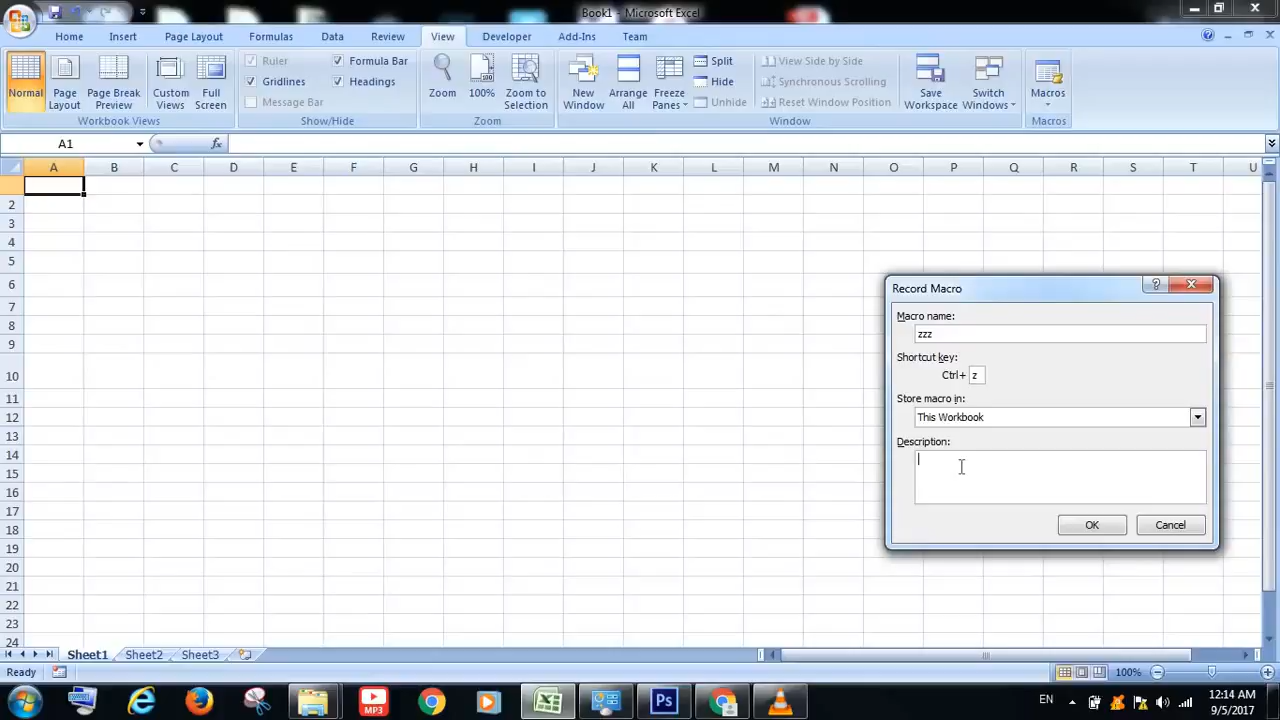 Book1 - Microsoft Excel
Home Insert Page Layout Formulas Data Review View Developer Add-Ins Team
Ruler Formula Bar Split View Side by Side
Gridlines Headings Hide Synchronous Scrolling
Message Bar Unhide Reset Window Position
Normal Page Layout Page Break Preview Custom Views Full Screen Zoom 100% Zoom to Selection New Window Arrange All Freeze Panes Save Workspace Switch Windows Macros
Workbook Views Show/Hide Zoom Window Macros
A1 fx
A B C D E F G H I J K L M N O P Q R S T U
2
3
4
5
6
7
8
9
10
11
12
13
14
15
16
17
18
19
20
21
22
23
24
Record Macro
Macro name:
zzz
Shortcut key:
Ctrl+ z
Store macro in:
This Workbook
Description:
OK Cancel
Sheet1 Sheet2 Sheet3
Ready 100%
MP3 Ps EN 12:14 AM
9/5/2017